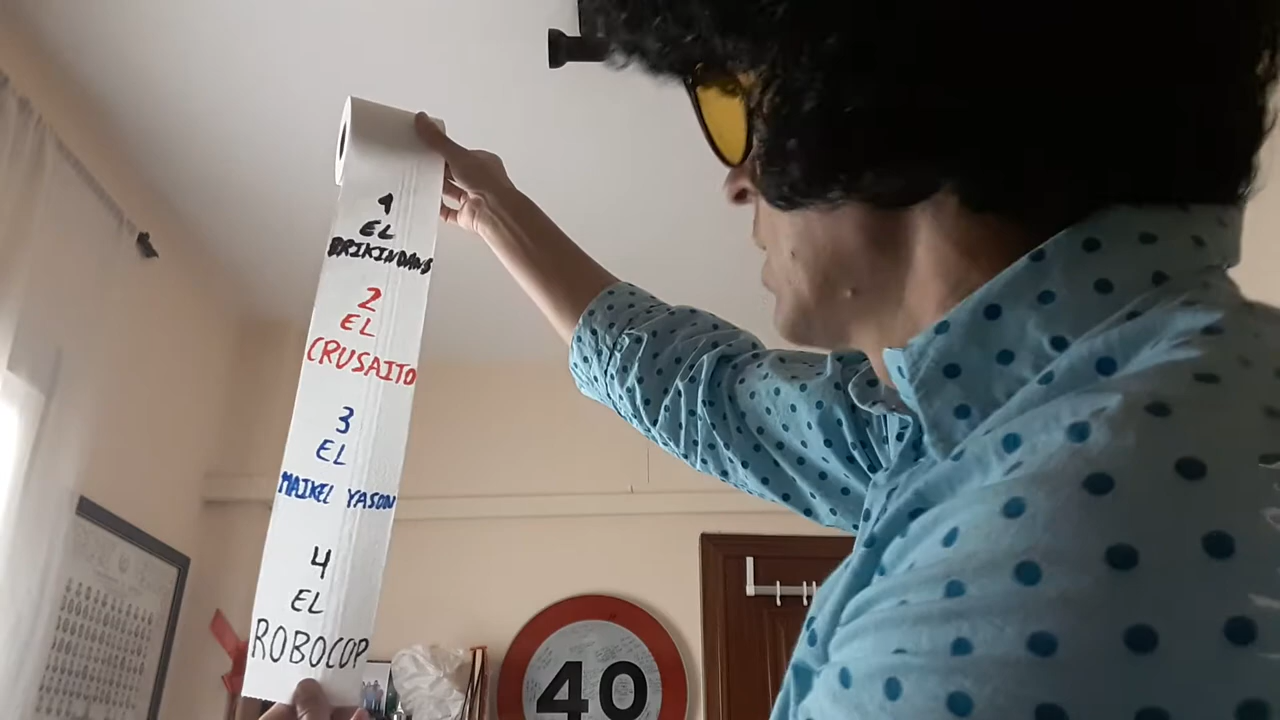 1
EL
BRIKINDANS
2
EL
CRUSAITO
3
EL
MAIKEL YASON
4
EL
ROBOCOP
40